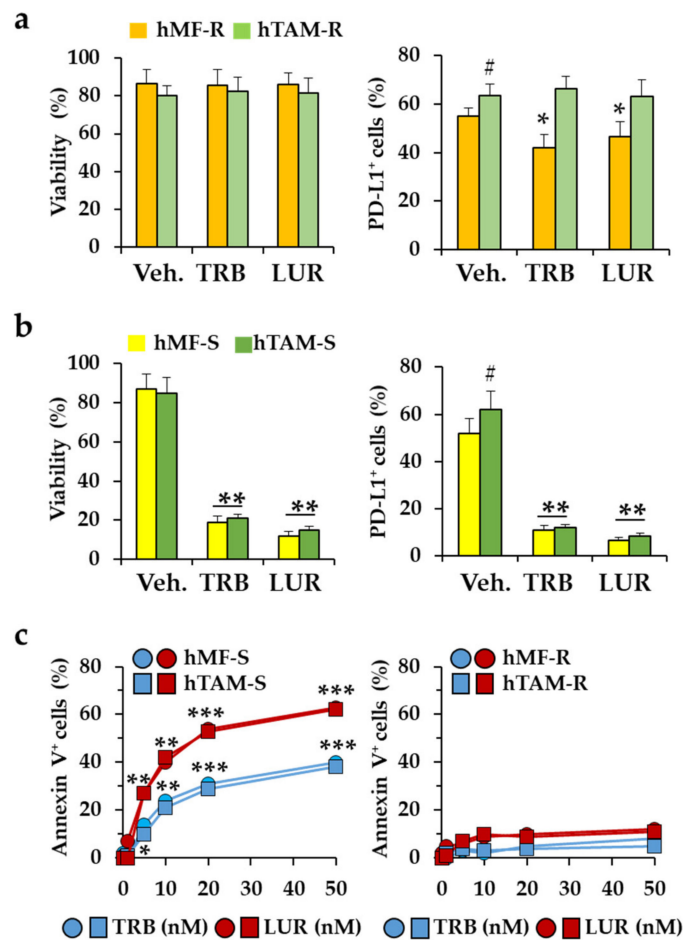 a
hMF-R hTAM-R
Viability (%)
100
80
60
40
20
0
Veh. TRB LUR
PD-L1+ cells (%)
80
60
40
20
0
#
*
*
Veh. TRB LUR
b
hMF-S hTAM-S
Viability (%)
100
80
60
40
20
0
**
**
Veh. TRB LUR
PD-L1+ cells (%)
80
60
40
20
#
**
**
Veh. TRB LUR
c
hMF-S
hTAM-S
Annexin V+ cells (%)
80
60
40
20
0
***
***
**
**
***
***
**
*
0 10 20 30 40 50
hMF-R
hTAM-R
Annexin V+ cells (%)
80
60
40
20
0
0 10 20 30 40 50
TRB (nM) LUR (nM) TRB (nM) LUR (nM)